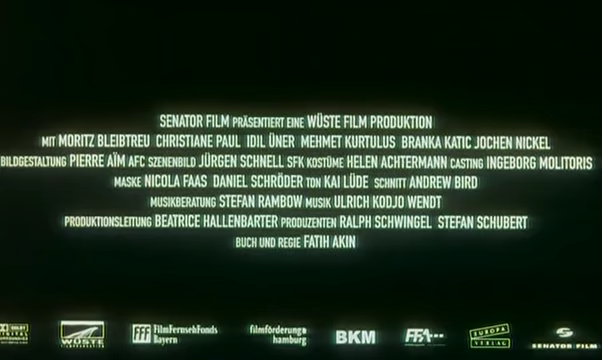 SENATOR FILM PRÄSENTIERT EINE WÜSTE FILM PRODUKTION
MIT MORITZ BLEIBTREU CHRISTIANE PAUL IDIL ÜNER MEHMET KURTULUS BRANKA KATIC JOCHEN NICKEL
BILDGESTALTUNG PIERRE AÏM AFC SZENENBILD JÜRGEN SCHNELL SFK KOSTÜME HELEN ACHTERMANN CASTING INGEBORG MOLITORIS
MASKE NICOLA FAAS DANIEL SCHRÖDER TON KAI LÜDE SCHNITT ANDREW BIRD
MUSIKBERATUNG STEFAN RAMBOW MUSIK ULRICH KODJO WENDT
PRODUKTIONSLEITUNG BEATRICE HALLENBARTER PRODUZENTEN RALPH SCHWINGEL STEFAN SCHUBERT
BUCH UND REGIE FATIH AKIN
WÜSTE
FFF FilmFernsehFonds
Bayern
filmförderung
hamburg
BKM
FFA
EUROPA
VERLAG
SENATOR FILM